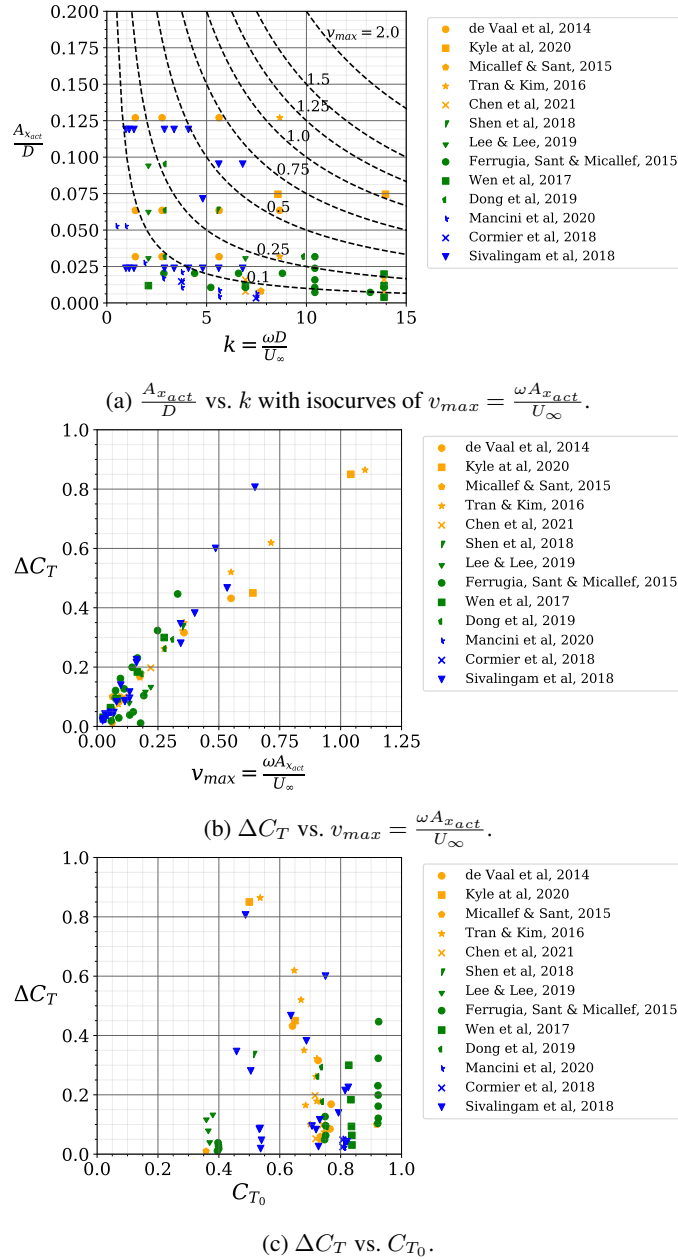 0.200
0.175
0.150
0.125
0.100
0.075
0.050
0.025
0.000
A_{x_{act}}/D
v_{max} = 2.0
1.5
1.25
1.0
0.75
0.5
0.25
0.1
0 5 10 15
k = ωD/U_∞
de Vaal et al, 2014
Kyle at al, 2020
Micallef & Sant, 2015
Tran & Kim, 2016
Chen et al, 2021
Shen et al, 2018
Lee & Lee, 2019
Ferrugia, Sant & Micallef, 2015
Wen et al, 2017
Dong et al, 2019
Mancini et al, 2020
Cormier et al, 2018
Sivalingam et al, 2018
(a) A_{x_{act}}/D vs. k with isocurves of v_{max} = ωA_{x_{act}}/U_∞.
1.0
0.8
0.6
0.4
0.2
0.0
ΔC_T
0.00 0.25 0.50 0.75 1.00 1.25
v_{max} = ωA_{x_{act}}/U_∞
de Vaal et al, 2014
Kyle at al, 2020
Micallef & Sant, 2015
Tran & Kim, 2016
Chen et al, 2021
Shen et al, 2018
Lee & Lee, 2019
Ferrugia, Sant & Micallef, 2015
Wen et al, 2017
Dong et al, 2019
Mancini et al, 2020
Cormier et al, 2018
Sivalingam et al, 2018
(b) ΔC_T vs. v_{max} = ωA_{x_{act}}/U_∞.
1.0
0.8
0.6
0.4
0.2
0.0
ΔC_T
0.0 0.2 0.4 0.6 0.8 1.0
C_{T_0}
de Vaal et al, 2014
Kyle at al, 2020
Micallef & Sant, 2015
Tran & Kim, 2016
Chen et al, 2021
Shen et al, 2018
Lee & Lee, 2019
Ferrugia, Sant & Micallef, 2015
Wen et al, 2017
Dong et al, 2019
Mancini et al, 2020
Cormier et al, 2018
Sivalingam et al, 2018
(c) ΔC_T vs. C_{T_0}.